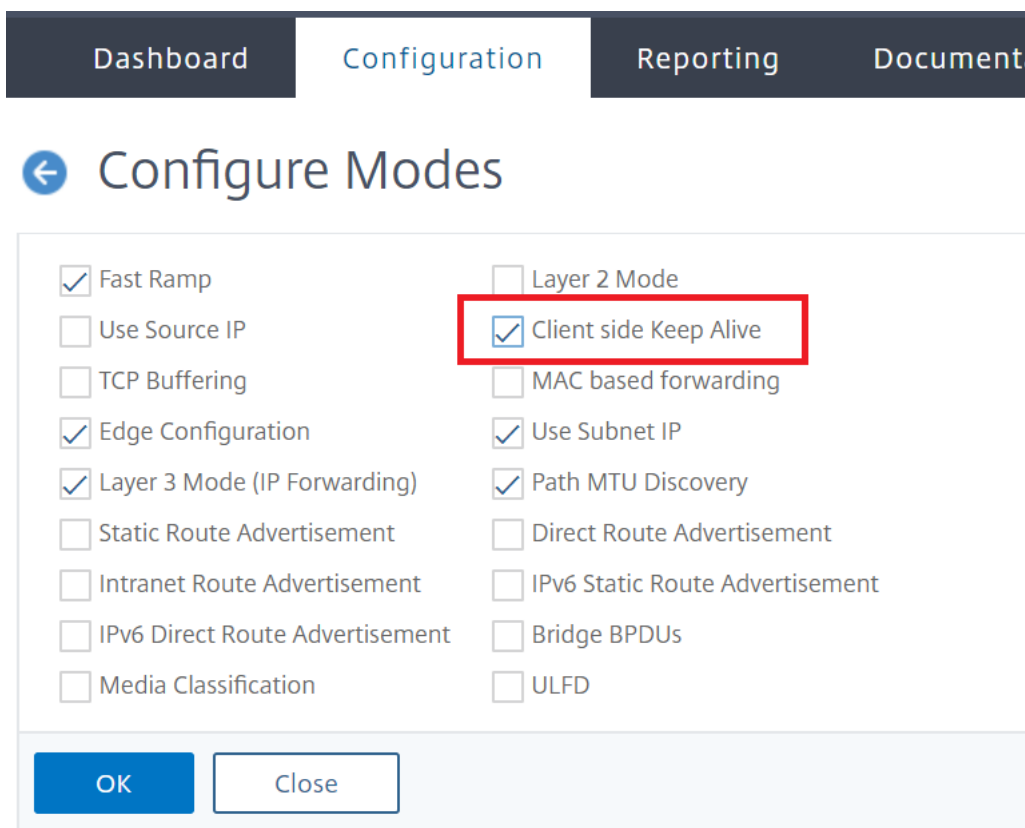 Dashboard Configuration Reporting Documenta
Configure Modes
Fast Ramp Layer 2 Mode
Use Source IP Client side Keep Alive
TCP Buffering MAC based forwarding
Edge Configuration Use Subnet IP
Layer 3 Mode (IP Forwarding) Path MTU Discovery
Static Route Advertisement Direct Route Advertisement
Intranet Route Advertisement IPv6 Static Route Advertisement
IPv6 Direct Route Advertisement Bridge BPDUs
Media Classification ULFD
OK Close